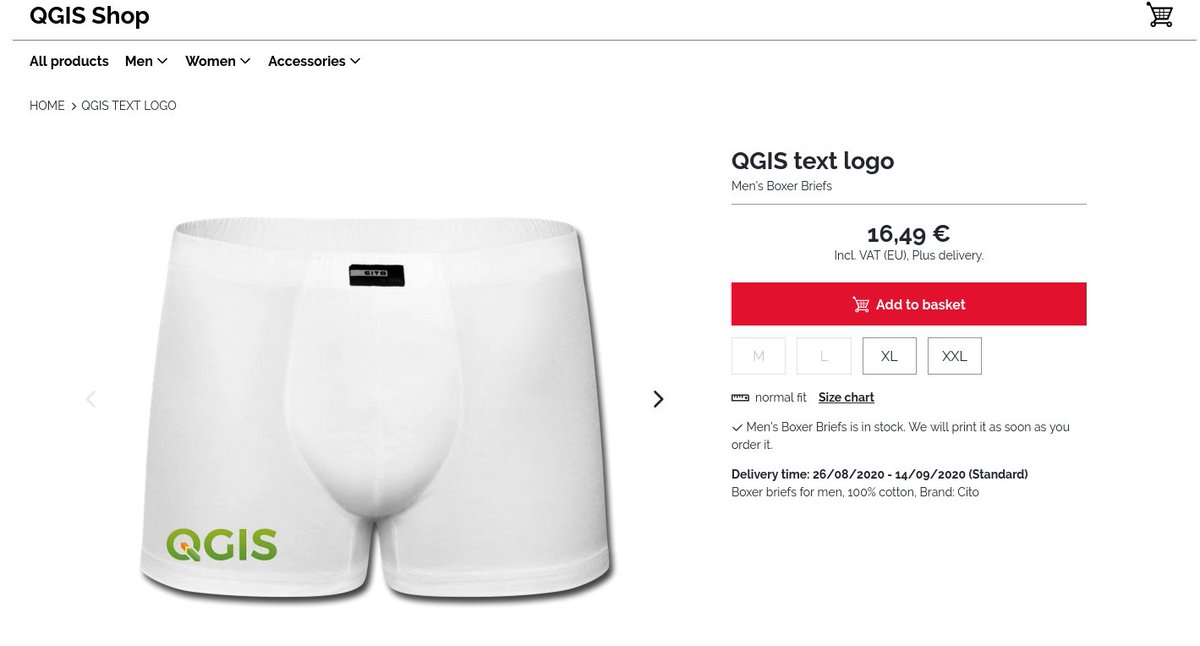 QGIS Shop
All products Men Women Accessories
HOME > QGIS TEXT LOGO
QGIS text logo
Men's Boxer Briefs
16,49 €
Incl. VAT (EU), Plus delivery.
Add to basket
M L XL XXL
normal fit Size chart
✓ Men's Boxer Briefs is in stock. We will print it as soon as you
order it.
Delivery time: 26/08/2020 - 14/09/2020 (Standard)
Boxer briefs for men, 100% cotton, Brand: Cito
CITO
QGIS